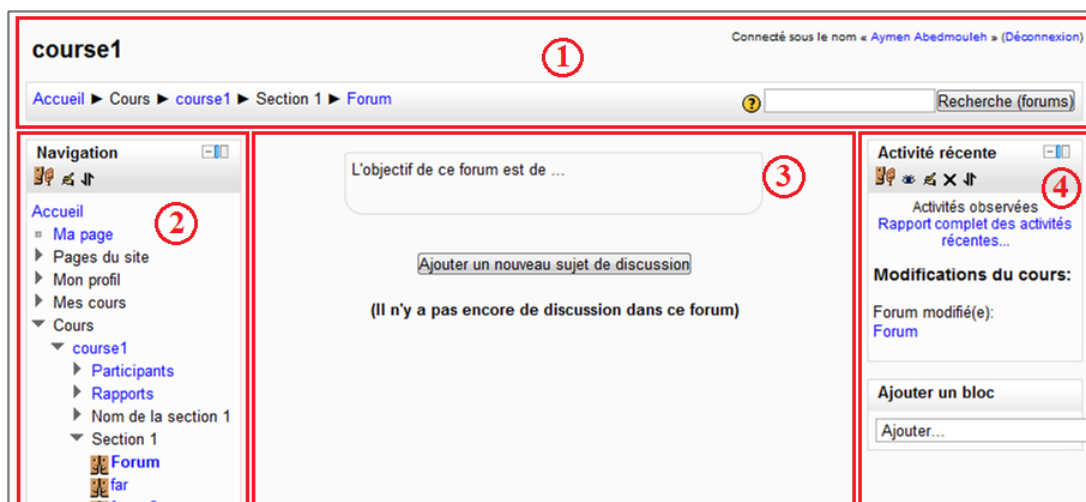 course1
Connecté sous le nom « Aymen Abedmouleh » (Déconnexion)
1
Accueil ► Cours ► course1 ► Section 1 ► Forum
? Recherche (forums)
2
Navigation
Accueil
Ma page
Pages du site
Mon profil
Mes cours
Cours
course1
Participants
Rapports
Nom de la section 1
Section 1
Forum
far
3
L'objectif de ce forum est de ...
Ajouter un nouveau sujet de discussion
(Il n'y a pas encore de discussion dans ce forum)
4
Activité récente
Activités observées
Rapport complet des activités
récentes...
Modifications du cours:
Forum modifié(e):
Forum
Ajouter un bloc
Ajouter...